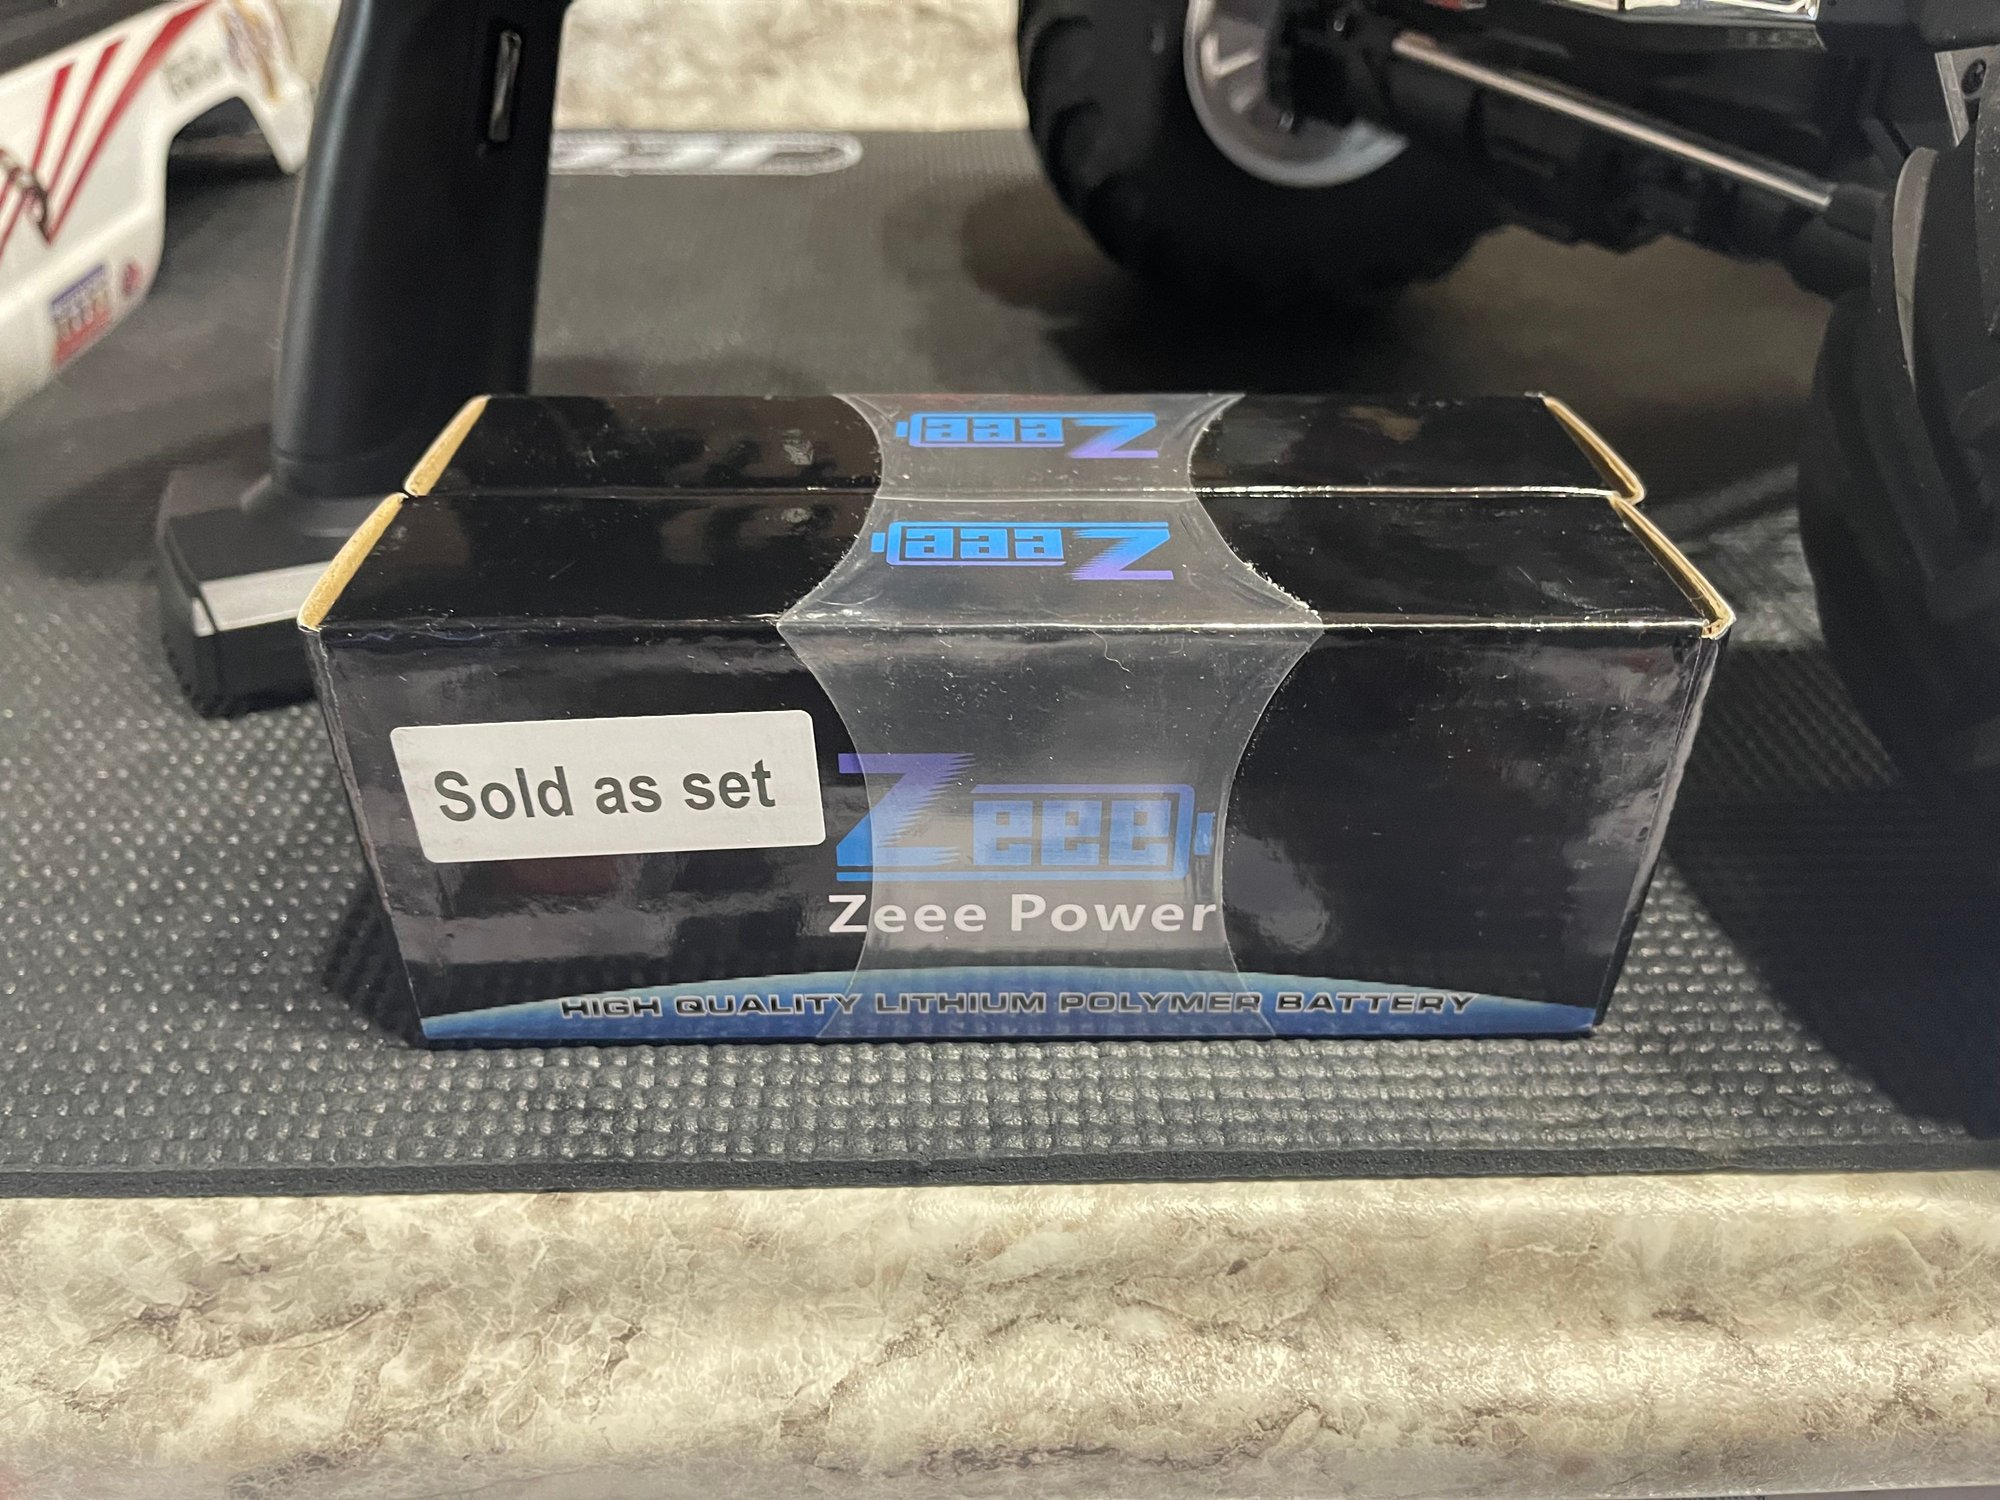 Zeee
Zeee
Sold as set
Zeee
Zeee Power
HIGH QUALITY LITHIUM POLYMER BATTERY